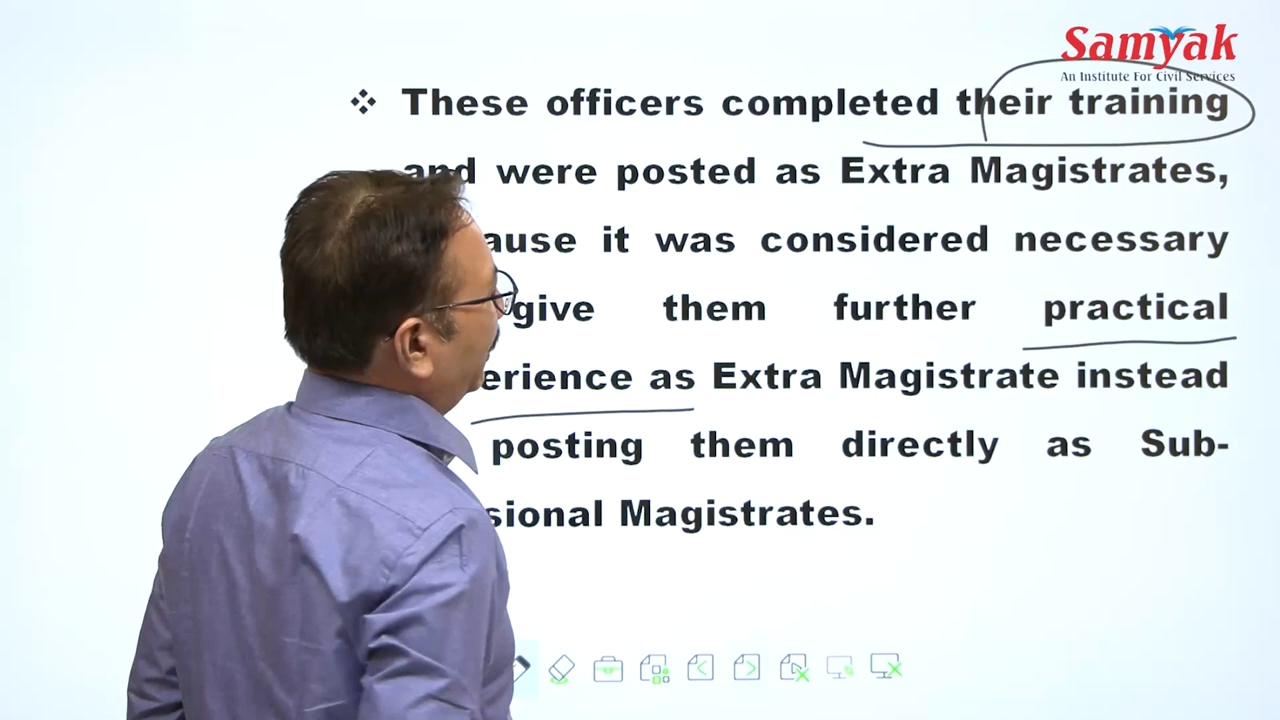 Samyak
An Institute For Civil Services
❖ These officers completed their training
and were posted as Extra Magistrates,
ause it was considered necessary
give them further practical
erience as Extra Magistrate instead
posting them directly as Sub-
sional Magistrates.